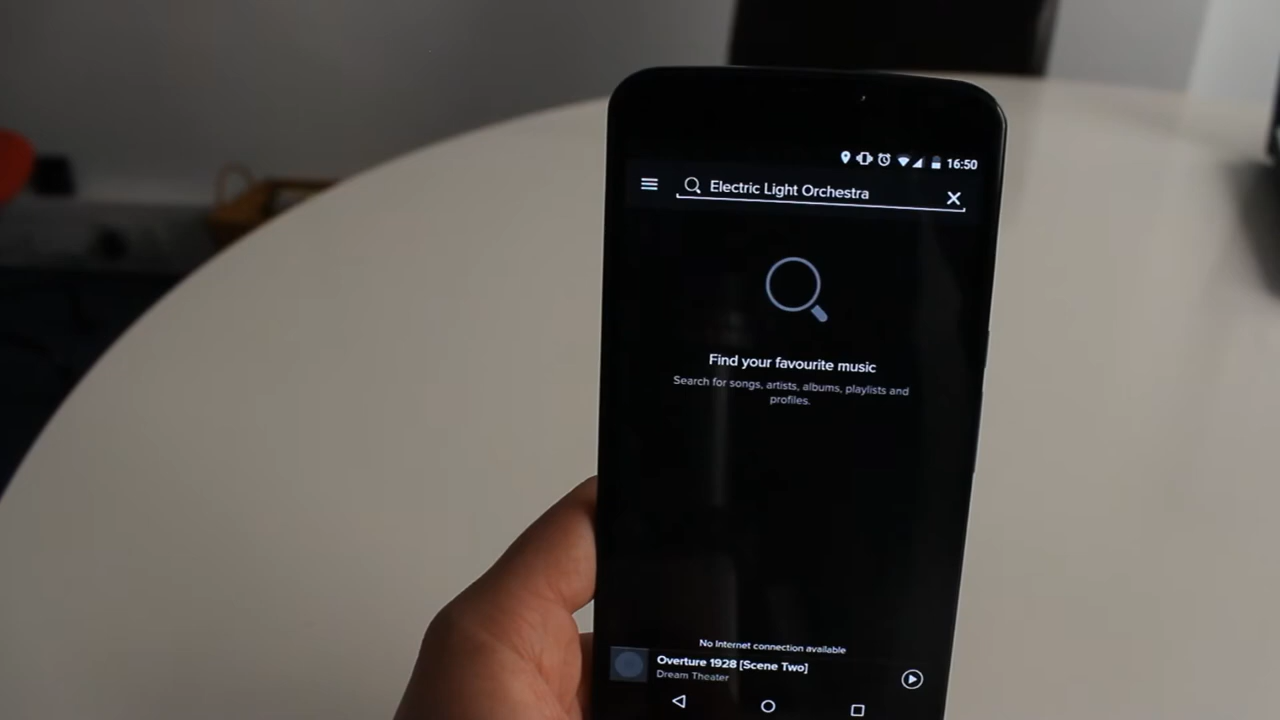 16:50
Electric Light Orchestra
Find your favourite music
Search for songs, artists, albums, playlists and
profiles.
No Internet connection available
Overture 1928 [Scene Two]
Dream Theater